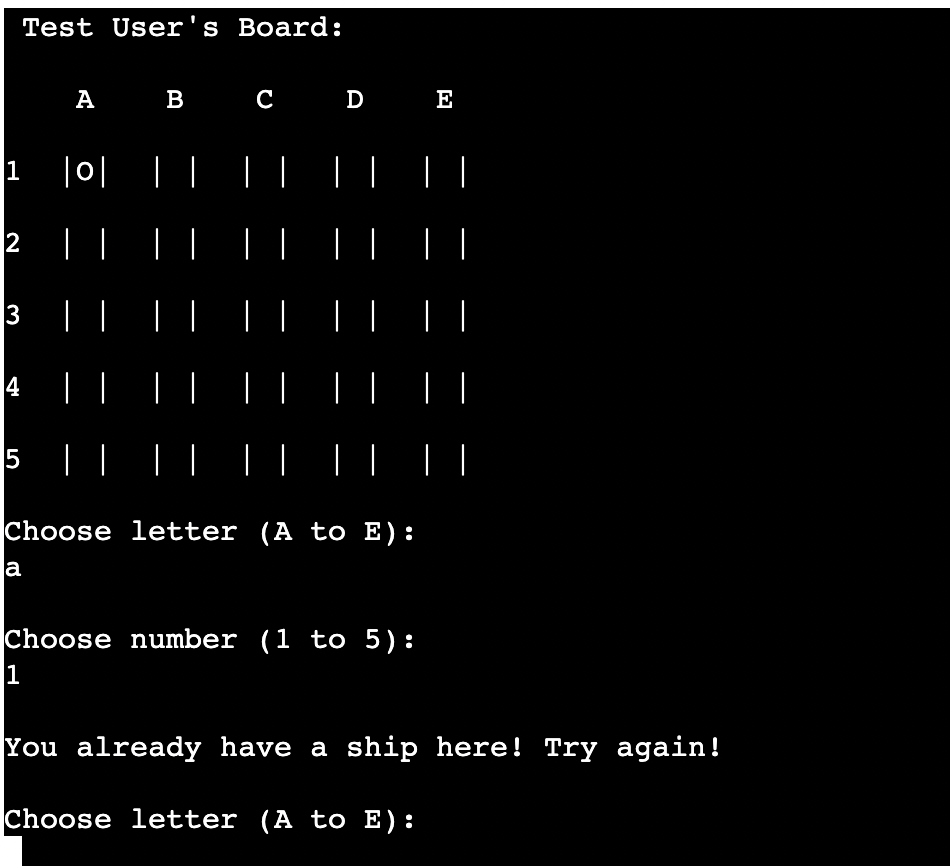 Test User's Board:
A B C D E
1 |O| | | | | | | | |
2 | | | | | | | | | |
3 | | | | | | | | | |
4 | | | | | | | | | |
5 | | | | | | | | | |
Choose letter (A to E):
a
Choose number (1 to 5):
1
You already have a ship here! Try again!
Choose letter (A to E):